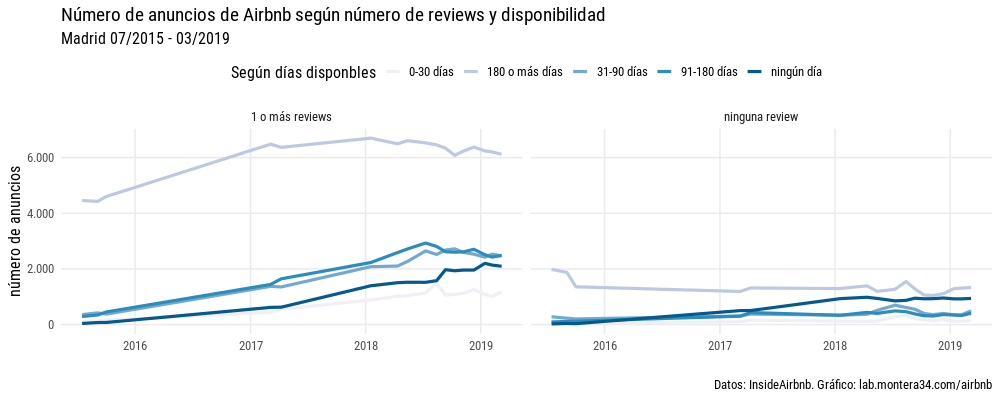 Número de anuncios de Airbnb según número de reviews y disponibilidad
Madrid 07/2015 - 03/2019
Según días disponbles 0-30 días 180 o más días 31-90 días 91-180 días ningún día
1 o más reviews ninguna review
número de anuncios
6.000
4.000
2.000
0
2016 2017 2018 2019 2016 2017 2018 2019
Datos: InsideAirbnb. Gráfico: lab.montera34.com/airbnb